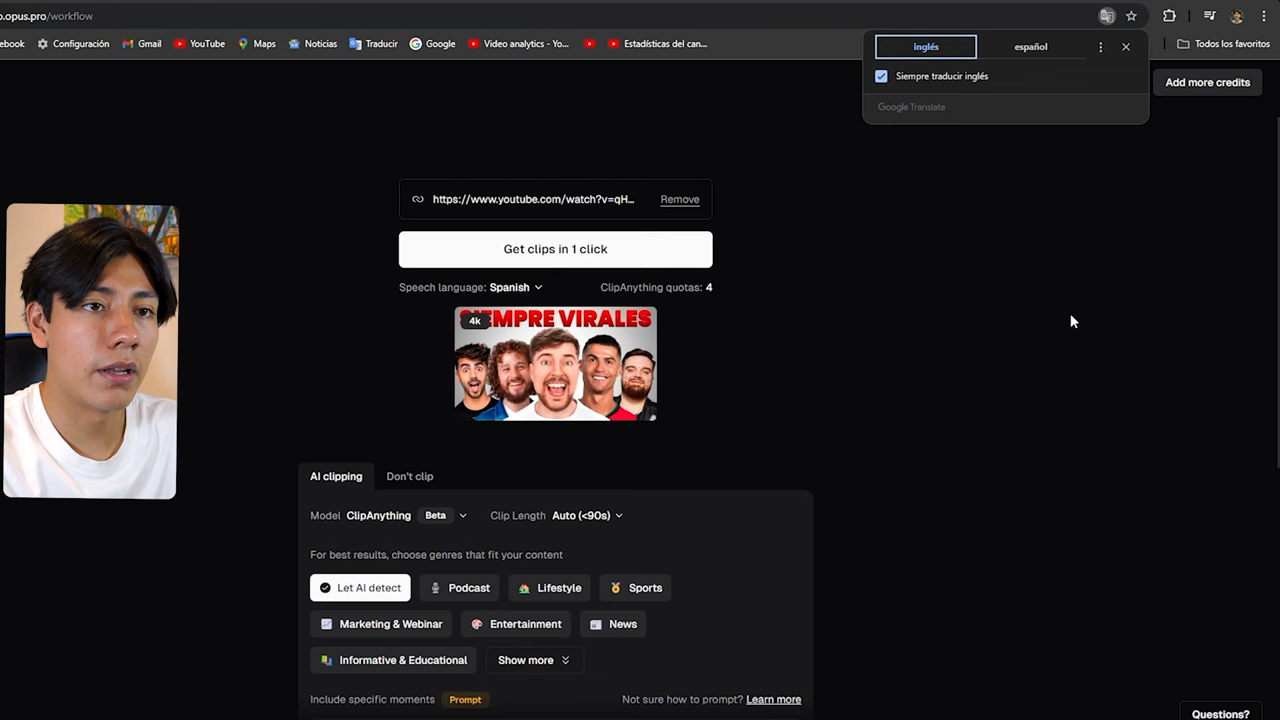 o.opus.pro/workflow
ebook Configuración Gmail YouTube Maps Noticias Traducir Google Video analytics - Yo... Estadísticas del can... Todos los favoritos
inglés español
Siempre traducir inglés
Google Translate
Add more credits
https://www.youtube.com/watch?v=qH... Remove
Get clips in 1 click
Speech language: Spanish ClipAnything quotas: 4
4k
EMPRE VIRALES
AI clipping Don't clip
Model ClipAnything Beta Clip Length Auto (<90s)
For best results, choose genres that fit your content
Let AI detect Podcast Lifestyle Sports
Marketing & Webinar Entertainment News
Informative & Educational Show more
Include specific moments Prompt Not sure how to prompt? Learn more
Questions?